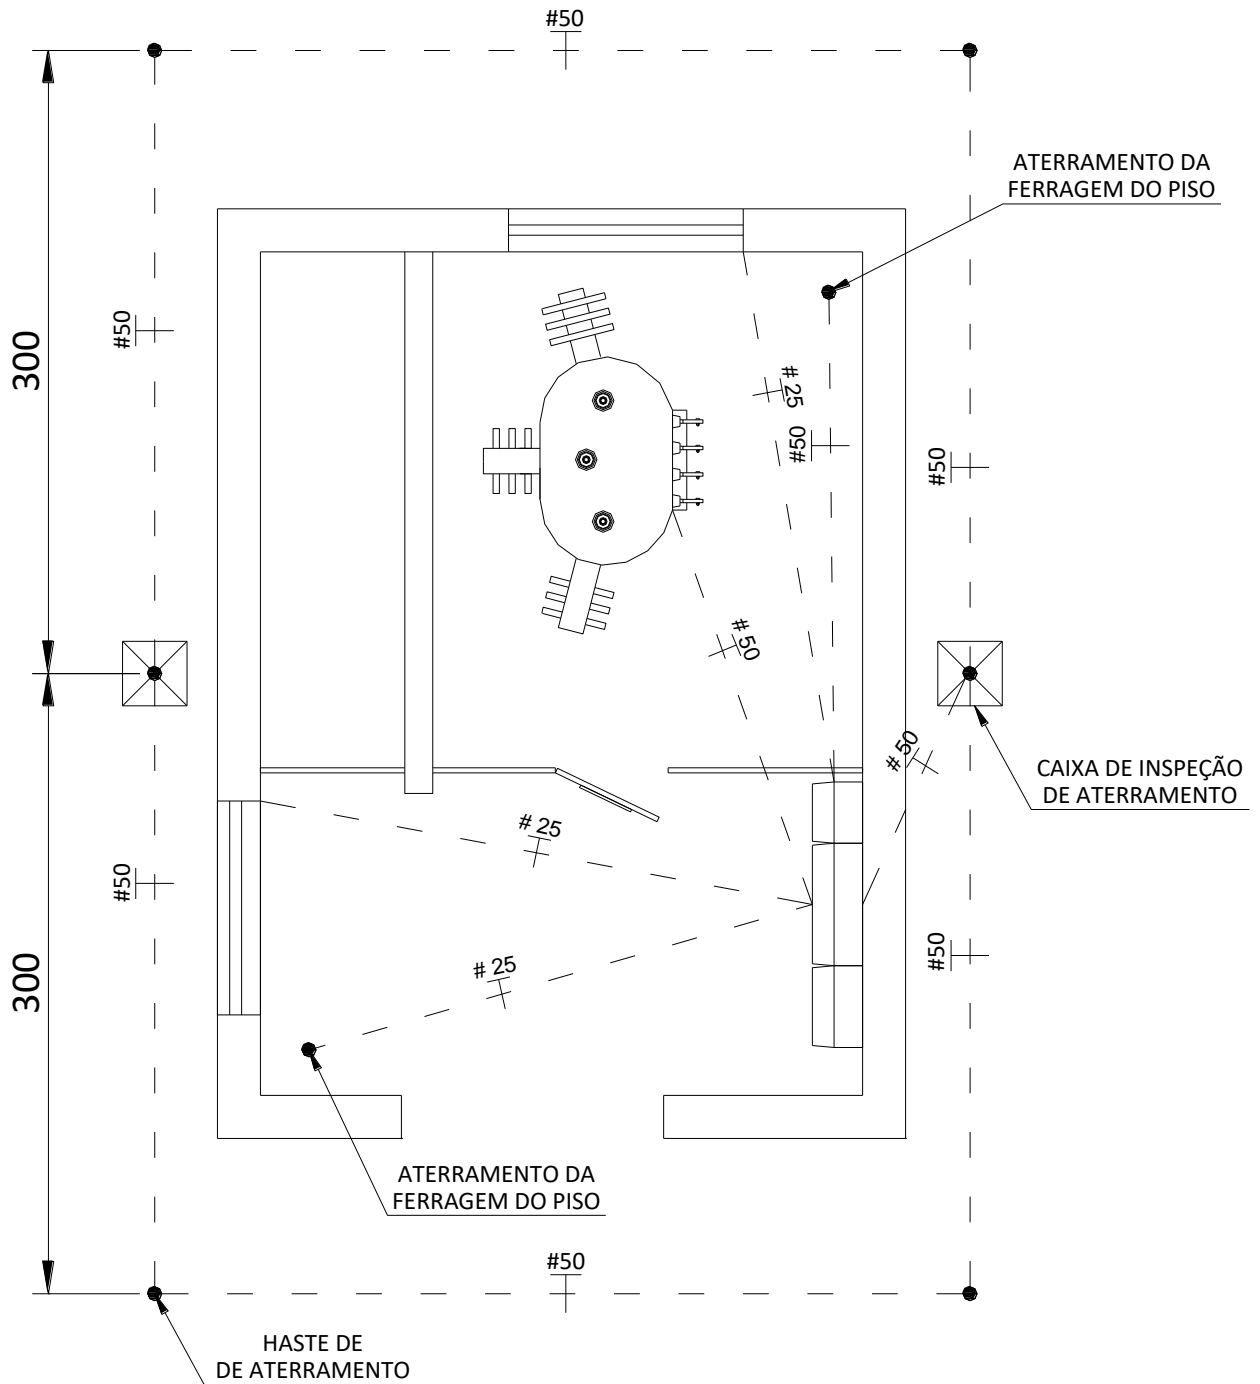 #50
ATERRAMENTO DA
FERRAGEM DO PISO
#50
300
# 25
#50
#50
# 50
# 50
CAIXA DE INSPEÇÃO
DE ATERRAMENTO
# 25
#50
#50
# 25
300
ATERRAMENTO DA
FERRAGEM DO PISO
#50
HASTE DE
DE ATERRAMENTO